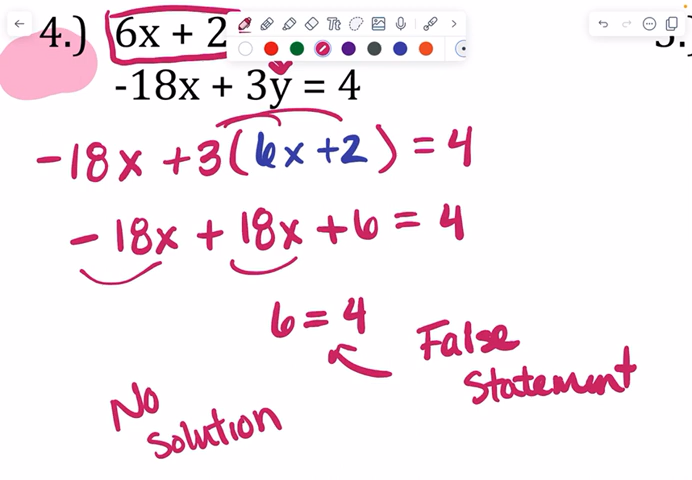 4.) 6x + 2
-18x + 3y = 4
-18x + 3(6x + 2) = 4
-18x + 18x + 6 = 4
6 = 4
False
Statement
No
Solution